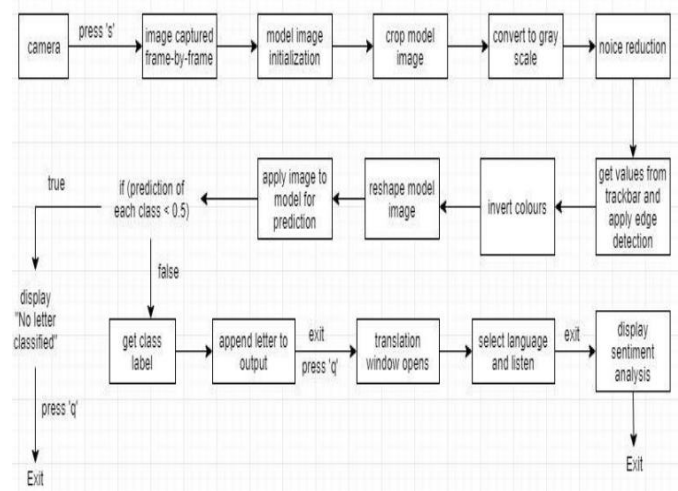 camera
press 's'
image captured
frame-by-frame
model image
initialization
crop model
image
convert to gray
scale
noice reduction
get values from
trackbar and
apply edge
detection
invert colours
reshape model
image
apply image to
model for
prediction
if (prediction of
each class < 0.5)
true
display
"No letter
classified"
press 'q'
Exit
false
get class
label
append letter to
output
exit
press 'q'
translation
window opens
select language
and listen
exit
display
sentiment
analysis
Exit